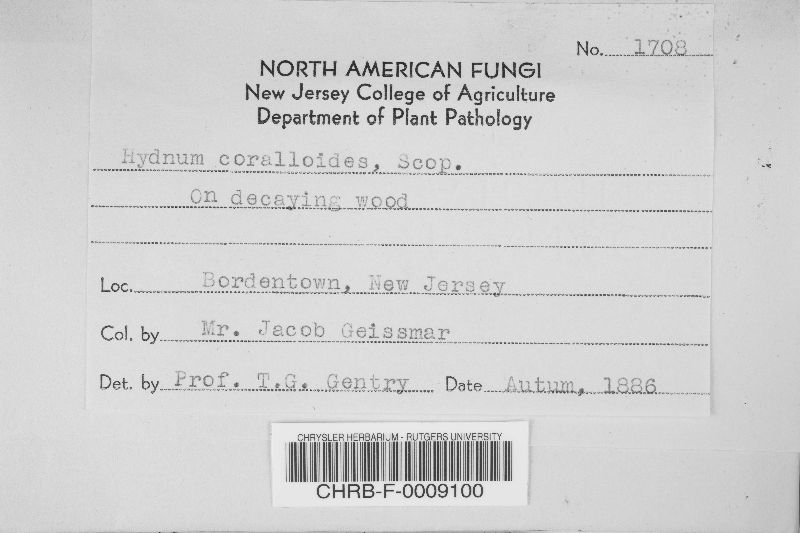 No. 1708
NORTH AMERICAN FUNGI
New Jersey College of Agriculture
Department of Plant Pathology
Hydnum coralloides, Scop.
On decaying wood
Loc. Bordentown, New Jersey
Col. by Mr. Jacob Geissmar
Det. by Prof. T.G. Gentry Date Autum, 1886
CHRYSLER HERBARIUM - RUTGERS UNIVERSITY
CHRB-F-0009100